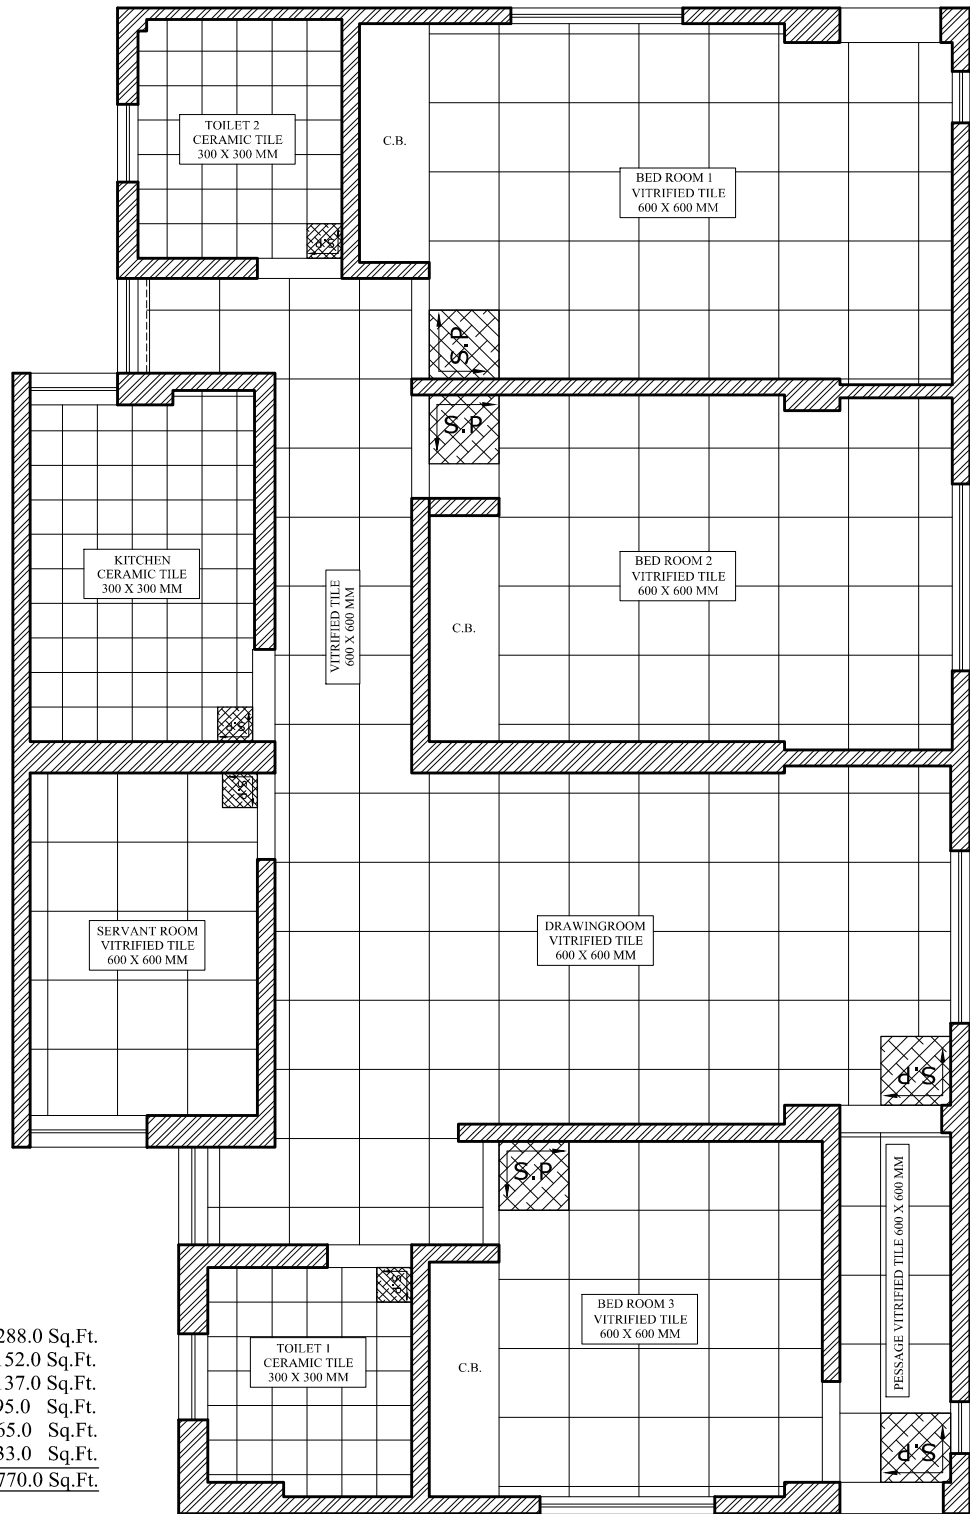 TOILET 2
CERAMIC TILE
300 X 300 MM
C.B.
BED ROOM 1
VITRIFIED TILE
600 X 600 MM
S.P
S.P
S.P
KITCHEN
CERAMIC TILE
300 X 300 MM
VITRIFIED TILE
600 X 600 MM
BED ROOM 2
VITRIFIED TILE
600 X 600 MM
C.B.
S.P
S.P
SERVANT ROOM
VITRIFIED TILE
600 X 600 MM
DRAWINGROOM
VITRIFIED TILE
600 X 600 MM
S.P
S.P
PESSAGE VITRIFIED TILE 600 X 600 MM
S.P
BED ROOM 3
VITRIFIED TILE
600 X 600 MM
TOILET 1
CERAMIC TILE
300 X 300 MM
C.B.
S.P
288.0 Sq.Ft.
152.0 Sq.Ft.
137.0 Sq.Ft.
95.0 Sq.Ft.
65.0 Sq.Ft.
33.0 Sq.Ft.
770.0 Sq.Ft.